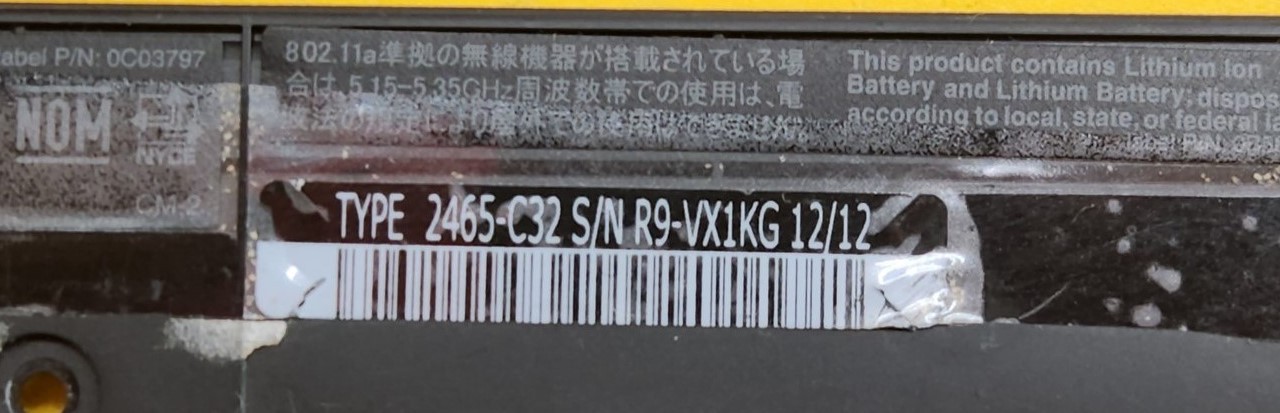 abel P/N: 0C03797
NOM
NYCE
CM-2
802.11a準拠の無線機器が搭載されている場
合は、5.15-5.35GHz周波数帯での使用は、電
This product contains Lithium Ion
Battery and Lithium Battery; dispos
according to local, state, or federal la
TYPE 2465-C32 S/N R9-VX1KG 12/12